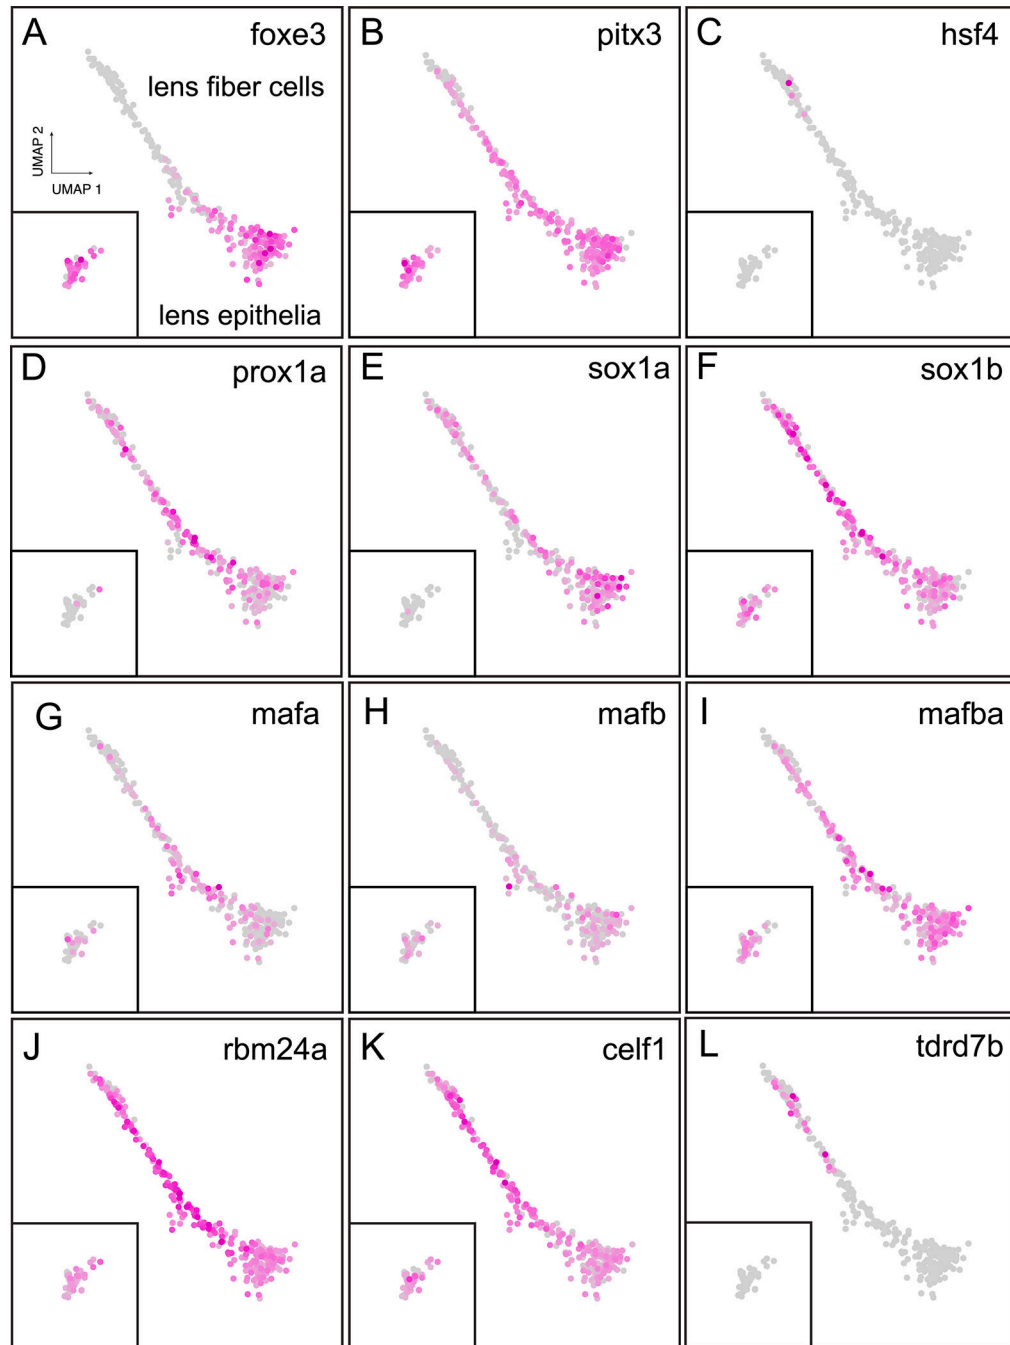 A foxe3
lens fiber cells
UMAP 2
UMAP 1
lens epithelia
B pitx3
C hsf4
D prox1a
E sox1a
F sox1b
G mafa
H mafb
I mafba
J rbm24a
K celf1
L tdrd7b